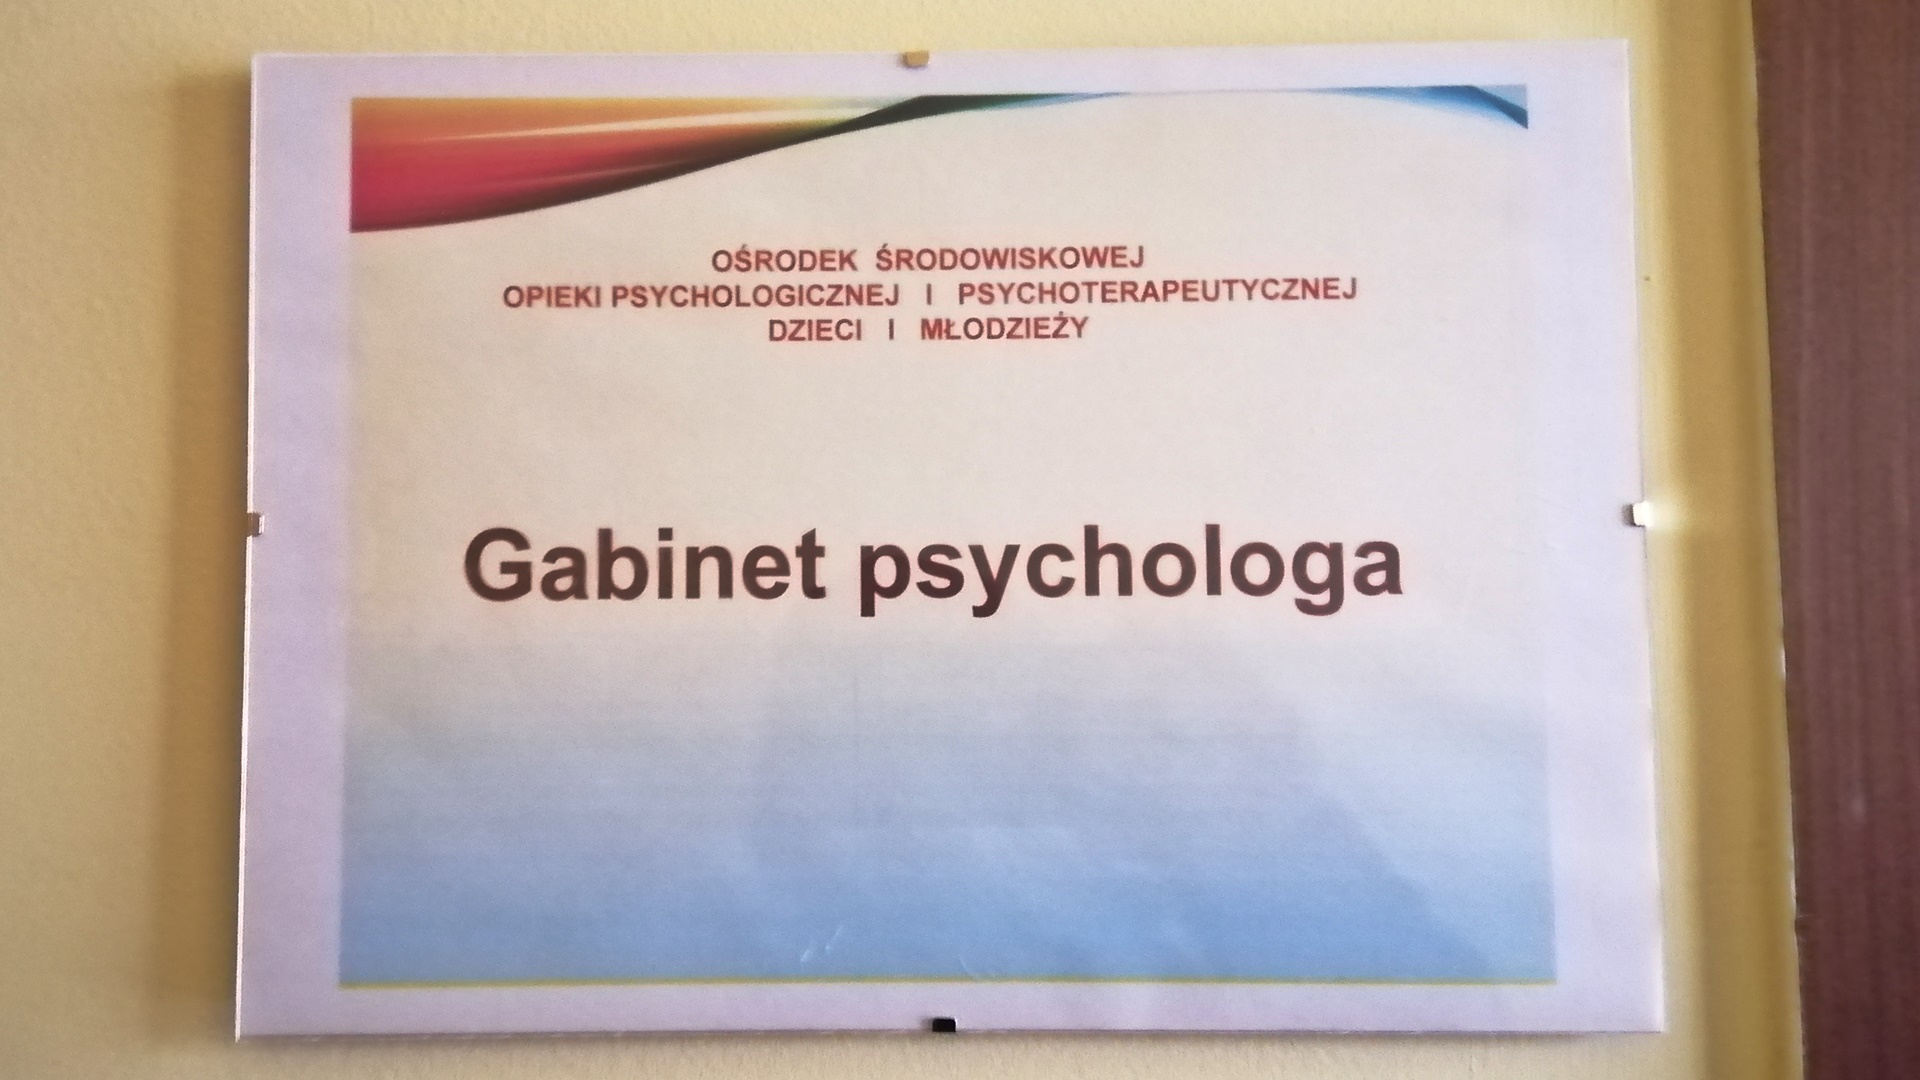 OŚRODEK ŚRODOWISKOWEJ
OPIEKI PSYCHOLOGICZNEJ I PSYCHOTERAPEUTYCZNEJ
DZIECI I MŁODZIEŻY
Gabinet psychologa